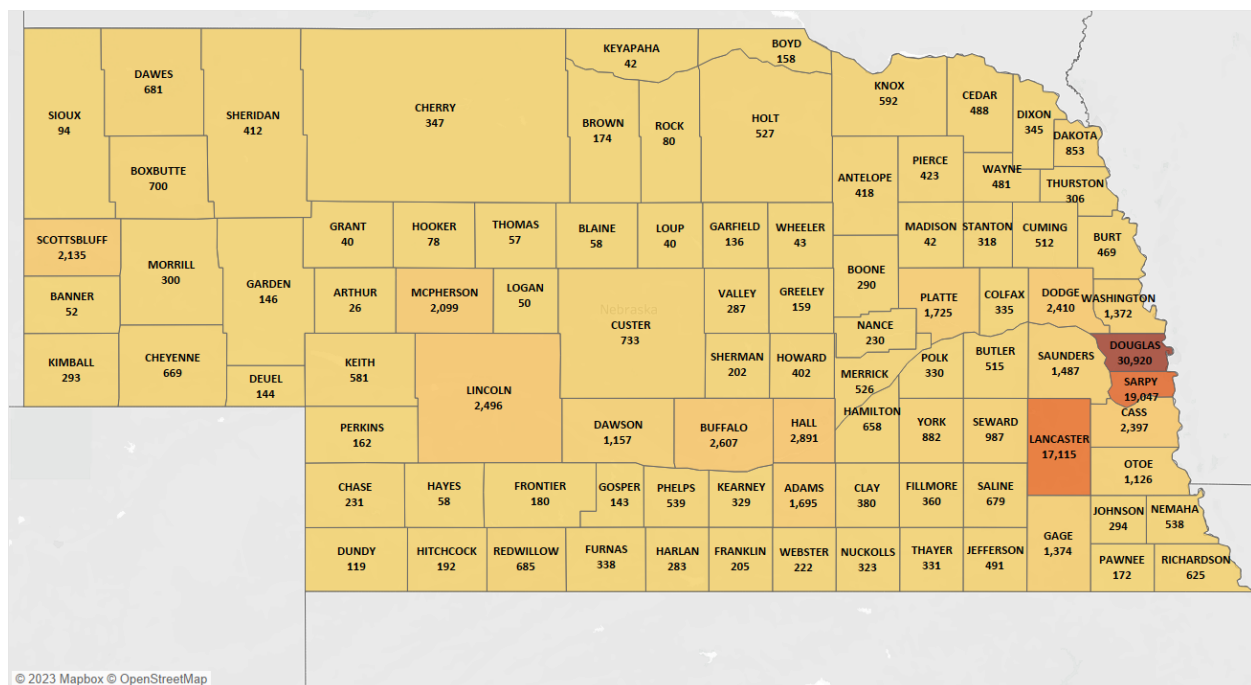 KEYAPAHA
42
BOYD
158
DAWES
681
SIOUX
94
SHERIDAN
412
CHERRY
347
BROWN
174
ROCK
80
HOLT
527
KNOX
592
CEDAR
488
DIXON
345
DAKOTA
853
BOXBUTTE
700
ANTELOPE
418
PIERCE
423
WAYNE
481
THURSTON
306
SCOTTSBLUFF
2,135
MORRILL
300
GARDEN
146
GRANT
40
HOOKER
78
THOMAS
57
BLAINE
58
LOUP
40
GARFIELD
136
WHEELER
43
MADISON
42
STANTON
318
CUMING
512
BURT
469
BANNER
52
ARTHUR
26
MCPHERSON
2,099
LOGAN
50
Nebraska
CUSTER
733
VALLEY
287
GREELEY
159
BOONE
290
PLATTE
1,725
COLFAX
335
DODGE
2,410
WASHINGTON
1,372
NANCE
230
KIMBALL
293
CHEYENNE
669
DEUEL
144
KEITH
581
LINCOLN
2,496
SHERMAN
202
HOWARD
402
MERRICK
526
POLK
330
BUTLER
515
SAUNDERS
1,487
DOUGLAS
30,920
SARPY
19,047
PERKINS
162
DAWSON
1,157
BUFFALO
2,607
HALL
2,891
HAMILTON
658
YORK
882
SEWARD
987
LANCASTER
17,115
CASS
2,397
OTOE
1,126
CHASE
231
HAYES
58
FRONTIER
180
GOSPER
143
PHELPS
539
KEARNEY
329
ADAMS
1,695
CLAY
380
FILLMORE
360
SALINE
679
GAGE
1,374
JOHNSON
294
NEMAHA
538
DUNDY
119
HITCHCOCK
192
REDWILLOW
685
FURNAS
338
HARLAN
283
FRANKLIN
205
WEBSTER
222
NUCKOLLS
323
THAYER
331
JEFFERSON
491
PAWNEE
172
RICHARDSON
625
© 2023 Mapbox © OpenStreetMap